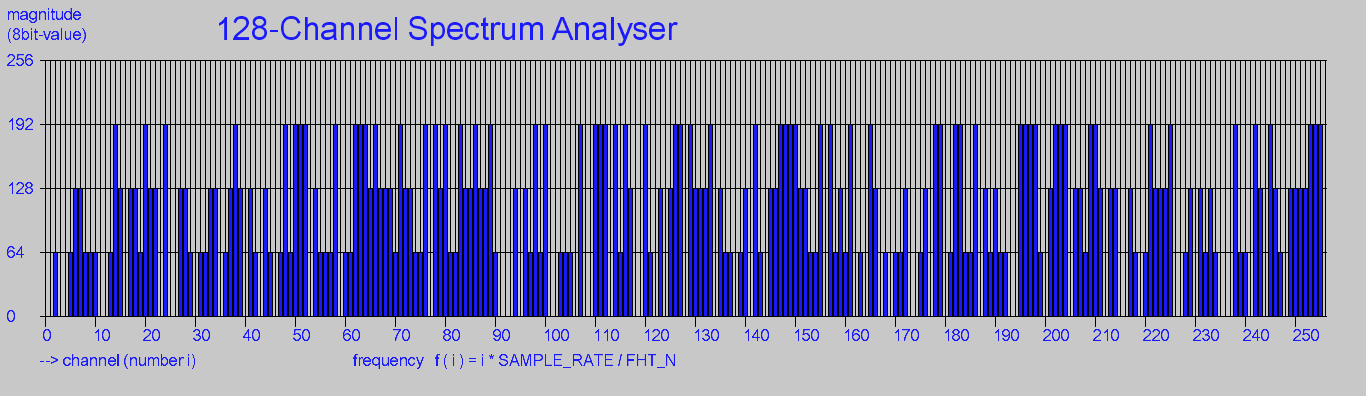 magnitude
(8bit-value)
128-Channel Spectrum Analyser
256
192
128
64
0
0 10 20 30 40 50 60 70 80 90 100 110 120 130 140 150 160 170 180 190 200 210 220 230 240 250
--> channel (number i)
frequency f ( i ) = i * SAMPLE_RATE / FHT_N